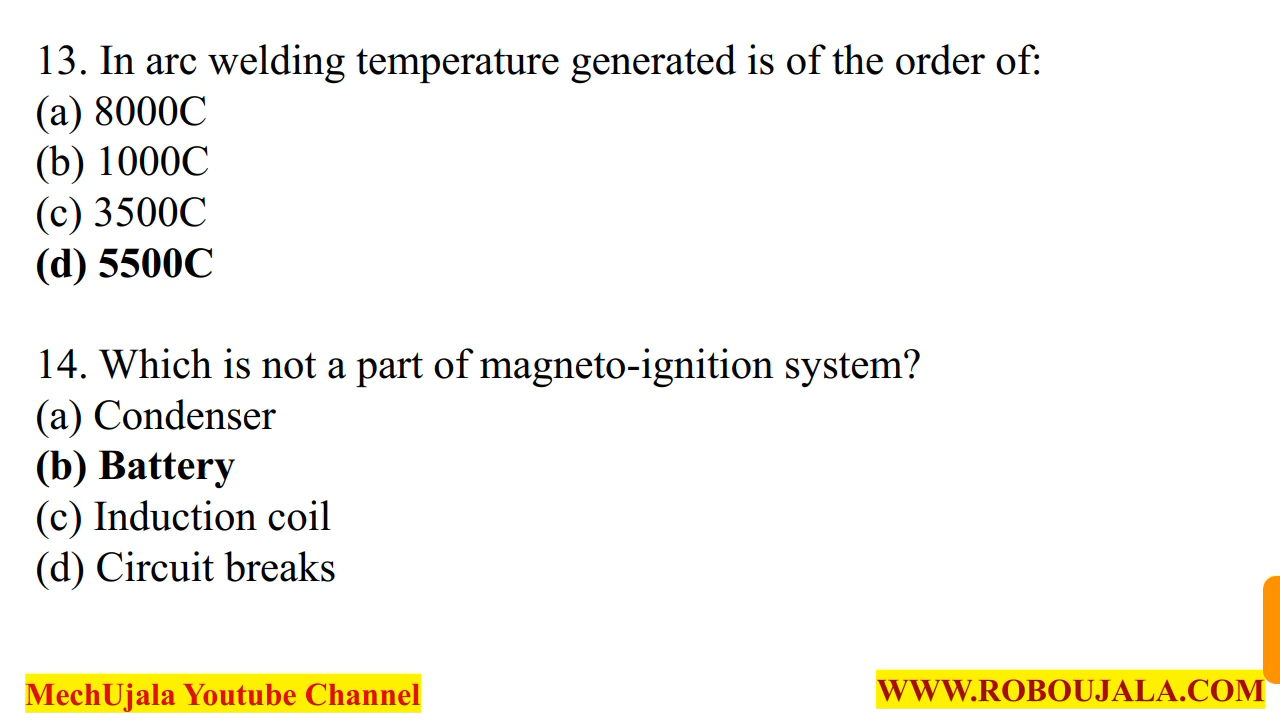 13. In arc welding temperature generated is of the order of:
(a) 8000C
(b) 1000C
(c) 3500C
(d) 5500C
14. Which is not a part of magneto-ignition system?
(a) Condenser
(b) Battery
(c) Induction coil
(d) Circuit breaks
MechUjala Youtube Channel
WWW.ROBOUJALA.COM